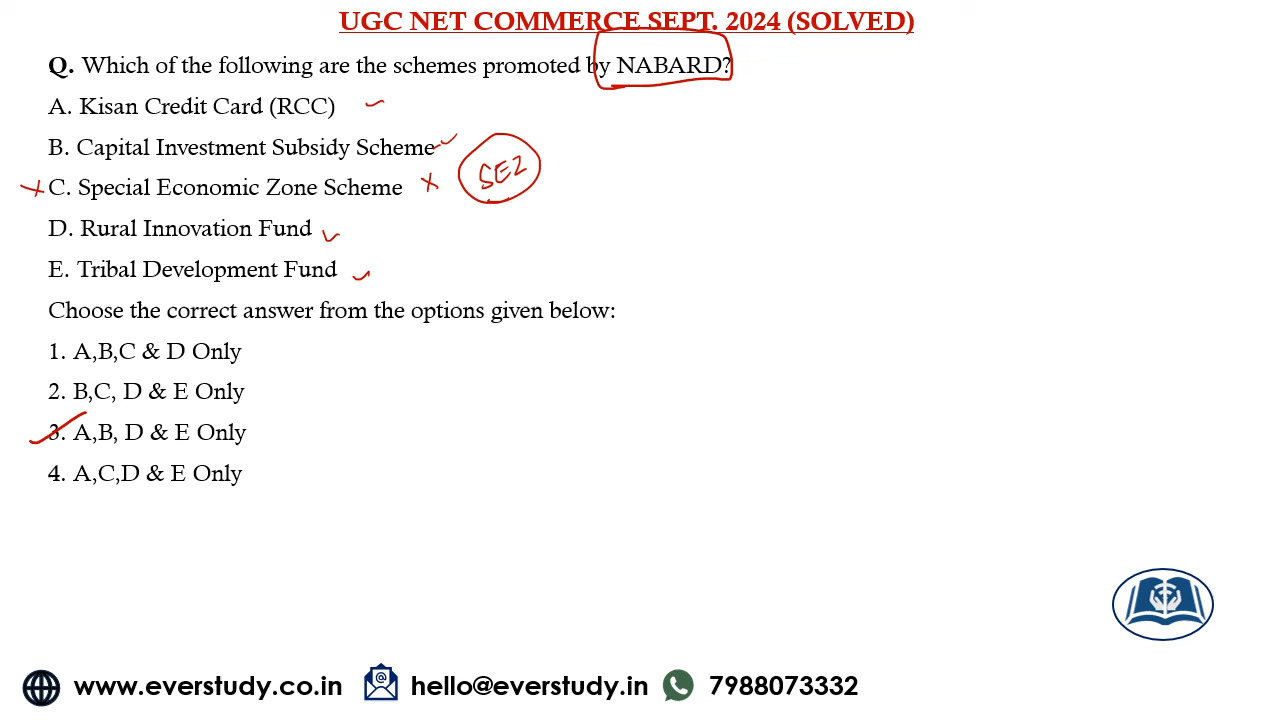 UGC NET COMMERCE SEPT. 2024 (SOLVED)
Q. Which of the following are the schemes promoted by NABARD?
A. Kisan Credit Card (RCC)
B. Capital Investment Subsidy Scheme
C. Special Economic Zone Scheme
SEZ
D. Rural Innovation Fund
E. Tribal Development Fund
Choose the correct answer from the options given below:
1. A,B,C & D Only
2. B,C, D & E Only
3. A,B, D & E Only
4. A,C,D & E Only
www.everstudy.co.in hello@everstudy.in 7988073332